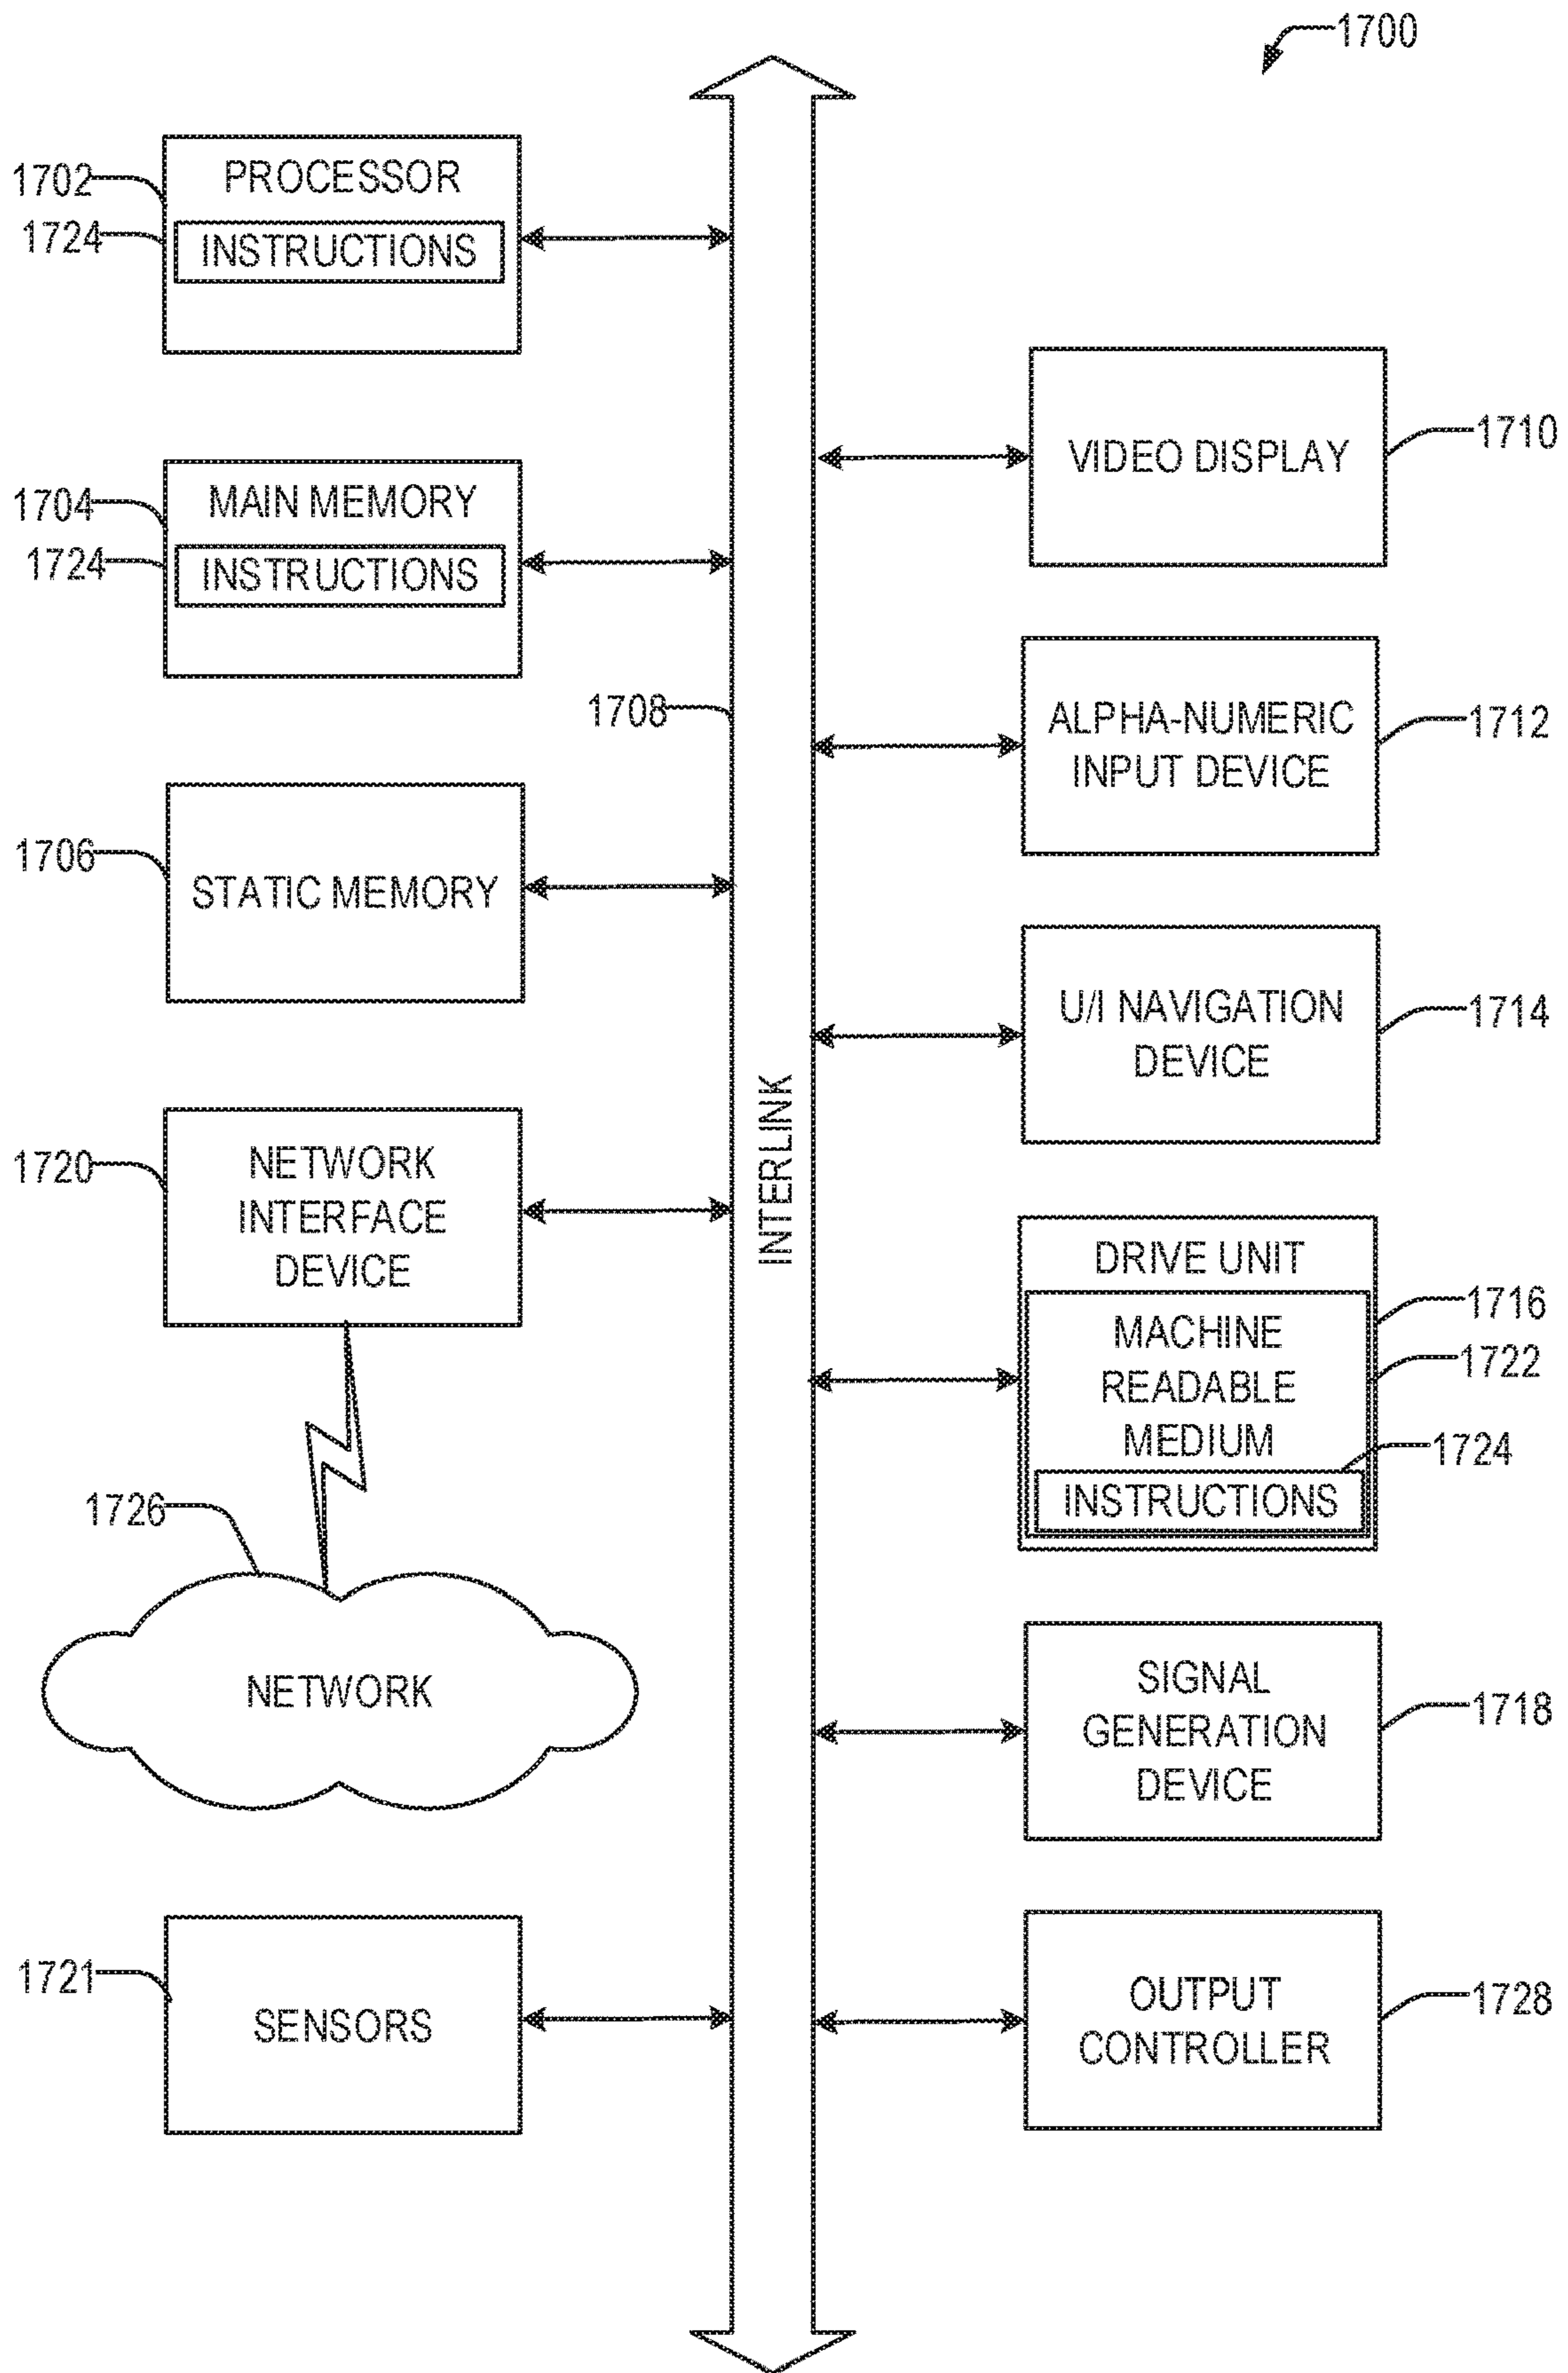 1700
1702
PROCESSOR
1724
INSTRUCTIONS
1704
MAIN MEMORY
1724
INSTRUCTIONS
1708
1706
STATIC MEMORY
1720
NETWORK
INTERFACE
DEVICE
1726
NETWORK
1721
SENSORS
INTERLINK
VIDEO DISPLAY
1710
ALPHA-NUMERIC
INPUT DEVICE
1712
U/I NAVIGATION
DEVICE
1714
DRIVE UNIT
1716
MACHINE
READABLE
MEDIUM
1722
1724
INSTRUCTIONS
SIGNAL
GENERATION
DEVICE
1718
OUTPUT
CONTROLLER
1728